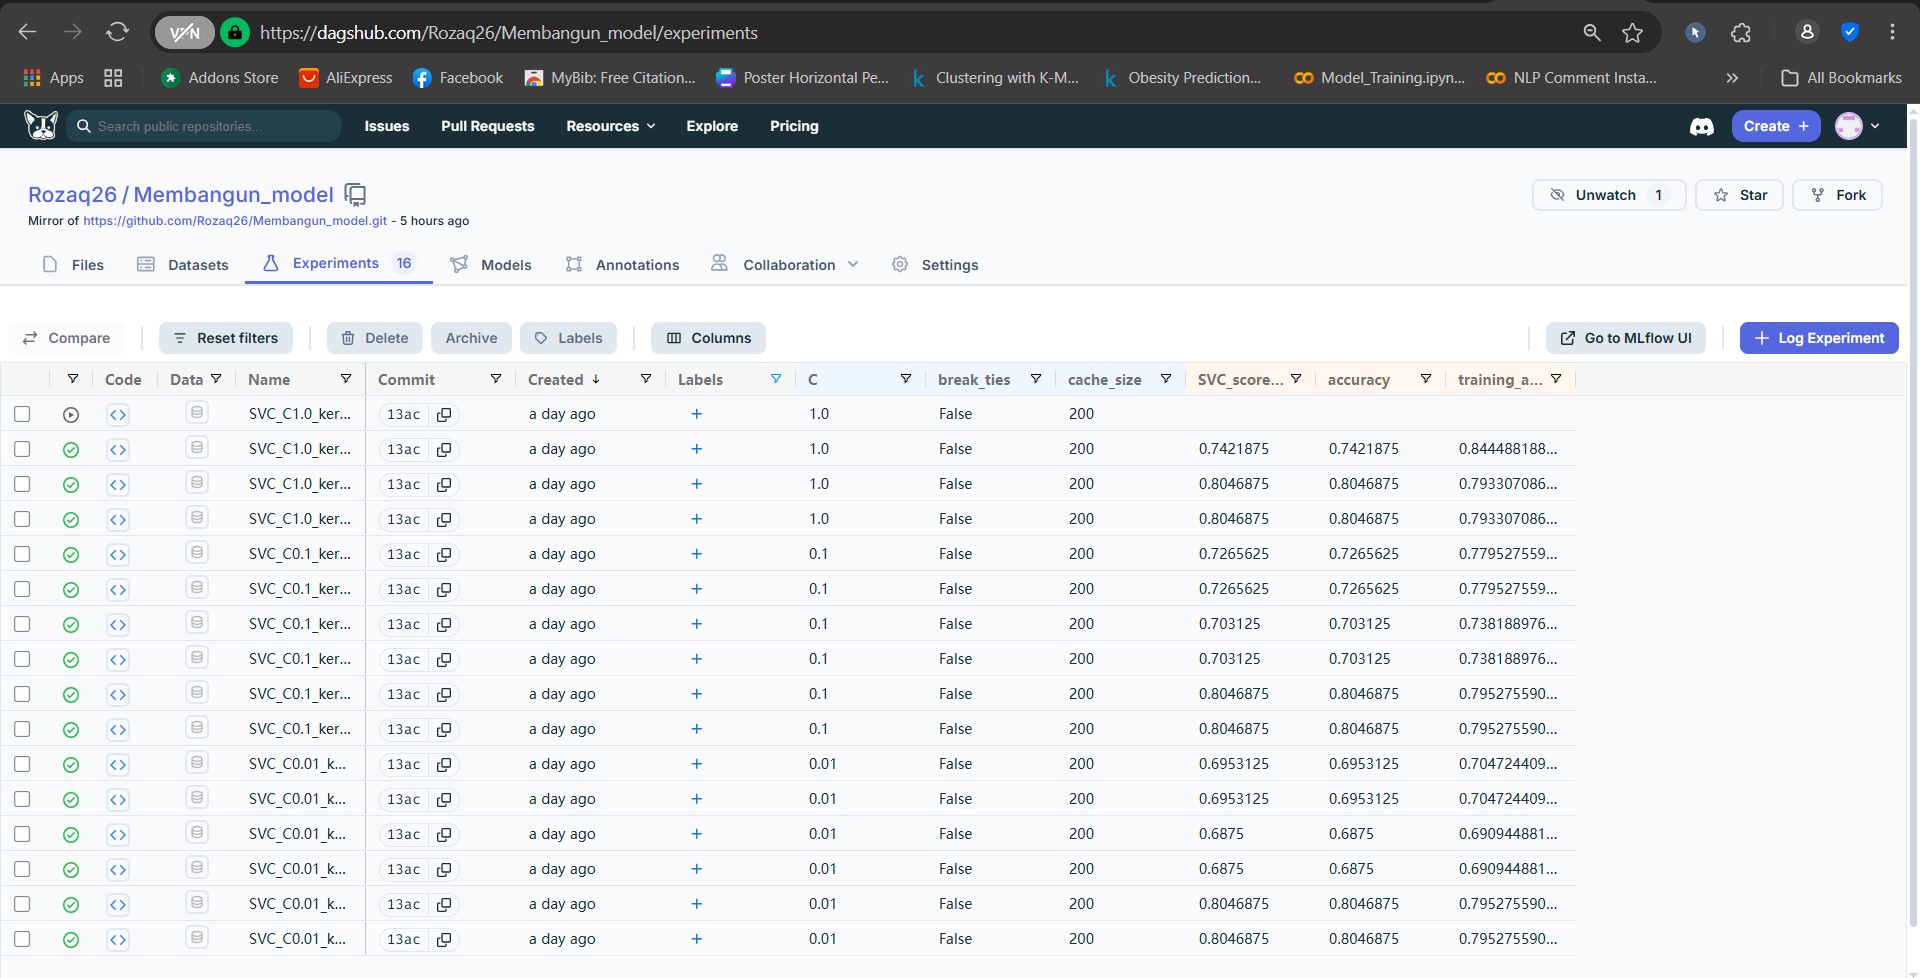 VPN https://dagshub.com/Rozaq26/Membangun_model/experiments
Apps Addons Store AliExpress Facebook MyBib: Free Citation... Poster Horizontal Pe... Clustering with K-M... Obesity Prediction... Model_Training.ipyn... NLP Comment Insta... » All Bookmarks
Search public repositories... Issues Pull Requests Resources Explore Pricing Create +
Rozaq26 / Membangun_model Unwatch 1 Star Fork
Mirror of https://github.com/Rozaq26/Membangun_model.git - 5 hours ago
Files Datasets Experiments 16 Models Annotations Collaboration Settings
Compare Reset filters Delete Archive Labels Columns Go to MLflow UI + Log Experiment
Code Data Name Commit Created ↓ Labels C break_ties cache_size SVC_score... accuracy training_a...
SVC_C1.0_ker... 13ac a day ago + 1.0 False 200
SVC_C1.0_ker... 13ac a day ago + 1.0 False 200 0.7421875 0.7421875 0.844488188...
SVC_C1.0_ker... 13ac a day ago + 1.0 False 200 0.8046875 0.8046875 0.793307086...
SVC_C1.0_ker... 13ac a day ago + 1.0 False 200 0.8046875 0.8046875 0.793307086...
SVC_C0.1_ker... 13ac a day ago + 0.1 False 200 0.7265625 0.7265625 0.779527559...
SVC_C0.1_ker... 13ac a day ago + 0.1 False 200 0.7265625 0.7265625 0.779527559...
SVC_C0.1_ker... 13ac a day ago + 0.1 False 200 0.703125 0.703125 0.738188976...
SVC_C0.1_ker... 13ac a day ago + 0.1 False 200 0.703125 0.703125 0.738188976...
SVC_C0.1_ker... 13ac a day ago + 0.1 False 200 0.8046875 0.8046875 0.795275590...
SVC_C0.1_ker... 13ac a day ago + 0.1 False 200 0.8046875 0.8046875 0.795275590...
SVC_C0.01_k... 13ac a day ago + 0.01 False 200 0.6953125 0.6953125 0.704724409...
SVC_C0.01_k... 13ac a day ago + 0.01 False 200 0.6953125 0.6953125 0.704724409...
SVC_C0.01_k... 13ac a day ago + 0.01 False 200 0.6875 0.6875 0.690944881...
SVC_C0.01_k... 13ac a day ago + 0.01 False 200 0.6875 0.6875 0.690944881...
SVC_C0.01_k... 13ac a day ago + 0.01 False 200 0.8046875 0.8046875 0.795275590...
SVC_C0.01_k... 13ac a day ago + 0.01 False 200 0.8046875 0.8046875 0.795275590...